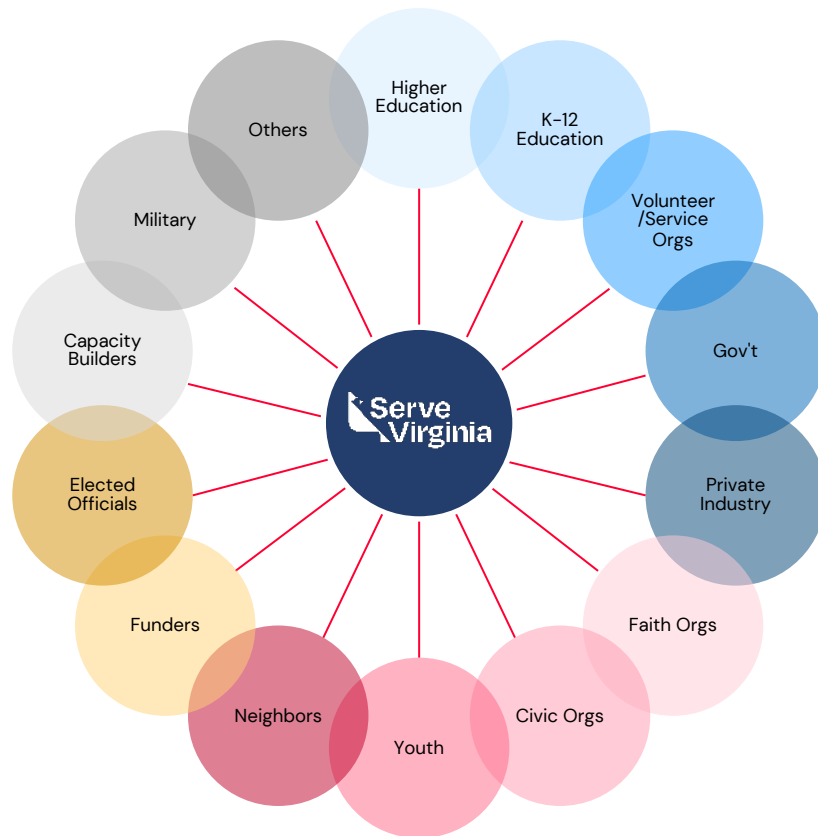 Higher
Education
K-12
Education
Volunteer
/Service
Orgs
Gov't
Private
Industry
Faith Orgs
Civic Orgs
Youth
Neighbors
Funders
Elected
Officials
Capacity
Builders
Military
Others
Serve
Virginia